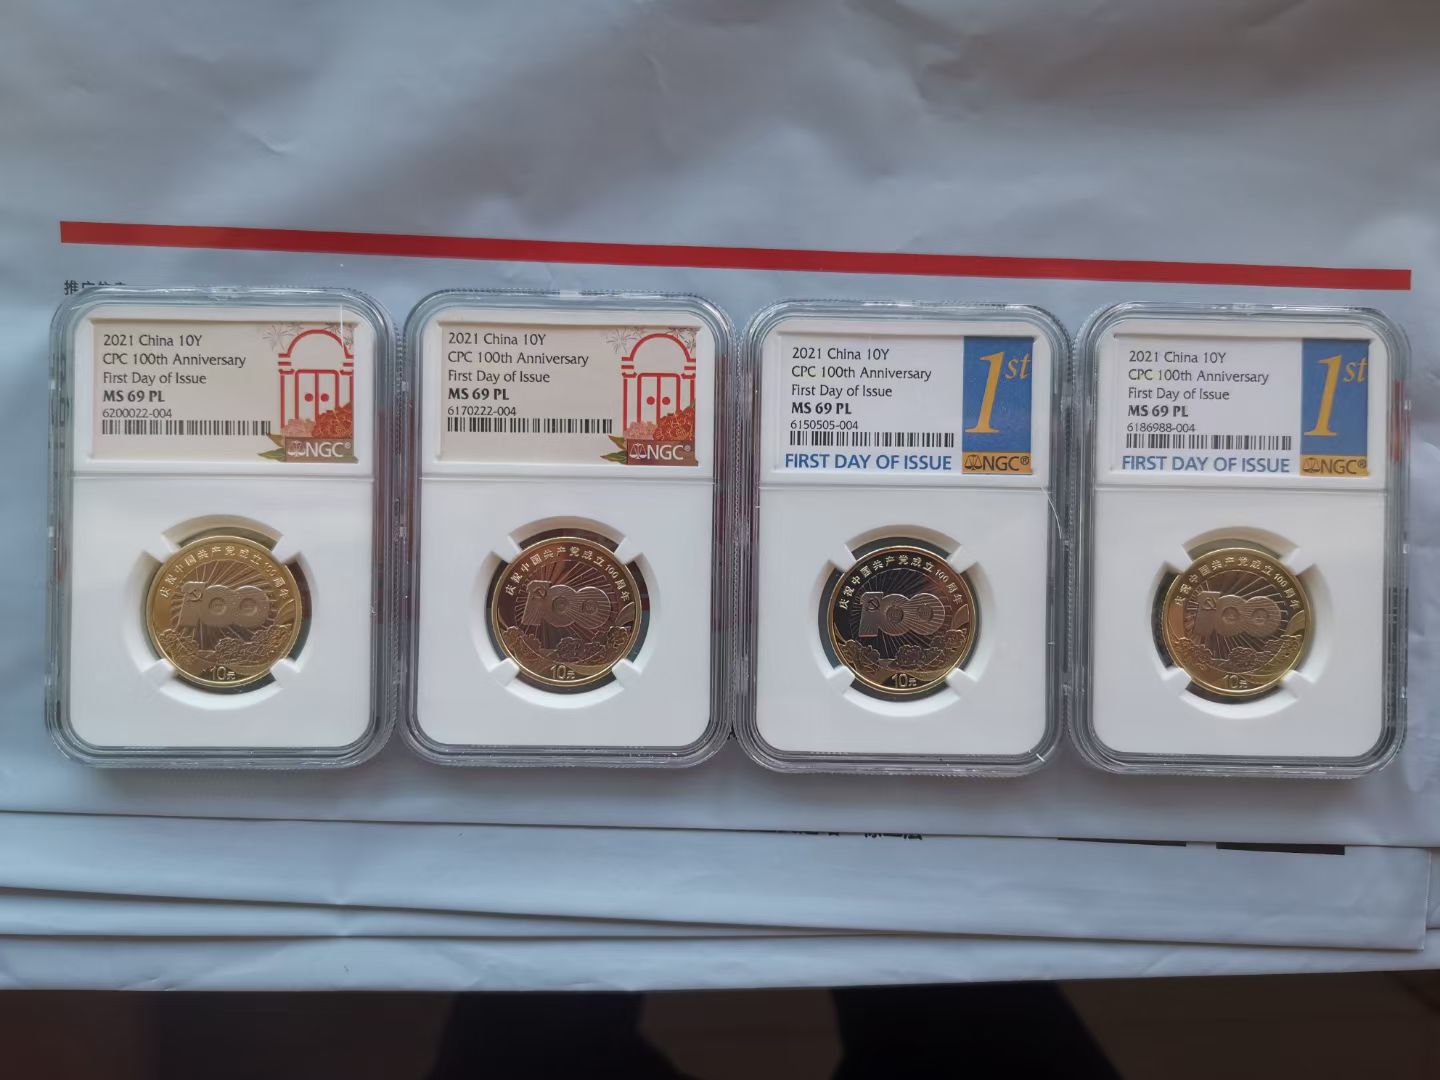 2021 China 10Y
CPC 100th Anniversary
First Day of Issue
MS 69 PL
6200022-004
NGC®
庆祝中国共产党成立100周年
100
10元
2021 China 10Y
CPC 100th Anniversary
First Day of Issue
MS 69 PL
6170222-004
NGC®
庆祝中国共产党成立100周年
100
10元
2021 China 10Y
CPC 100th Anniversary
First Day of Issue
MS 69 PL
6150505-004
FIRST DAY OF ISSUE
1st
NGC®
庆祝中国共产党成立100周年
100
10元
2021 China 10Y
CPC 100th Anniversary
First Day of Issue
MS 69 PL
6186988-004
FIRST DAY OF ISSUE
1st
NGC®
庆祝中国共产党成立100周年
100
10元